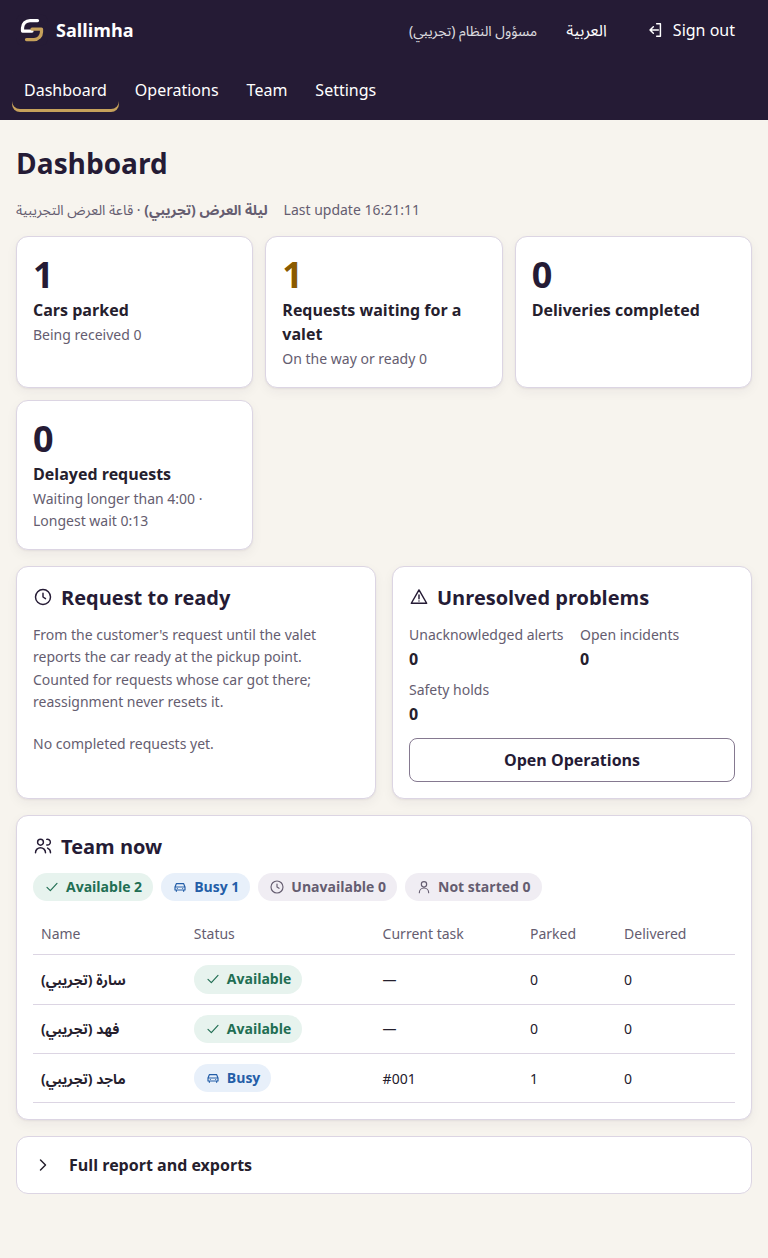 Sallimha
مسؤول النظام (تجريبي)
العربية
Sign out
Dashboard Operations Team Settings
Dashboard
ليلة العرض (تجريبي) · قاعة العرض التجريبية Last update 16:21:11
1
Cars parked
Being received 0
1
Requests waiting for a
valet
On the way or ready 0
0
Deliveries completed
0
Delayed requests
Waiting longer than 4:00 ·
Longest wait 0:13
Request to ready
From the customer's request until the valet
reports the car ready at the pickup point.
Counted for requests whose car got there;
reassignment never resets it.
No completed requests yet.
Unresolved problems
Unacknowledged alerts Open incidents
0 0
Safety holds
0
Open Operations
Team now
Available 2 Busy 1 Unavailable 0 Not started 0
Name Status Current task Parked Delivered
سارة (تجريبي) Available — 0 0
فهد (تجريبي) Available — 0 0
ماجد (تجريبي) Busy #001 1 0
Full report and exports